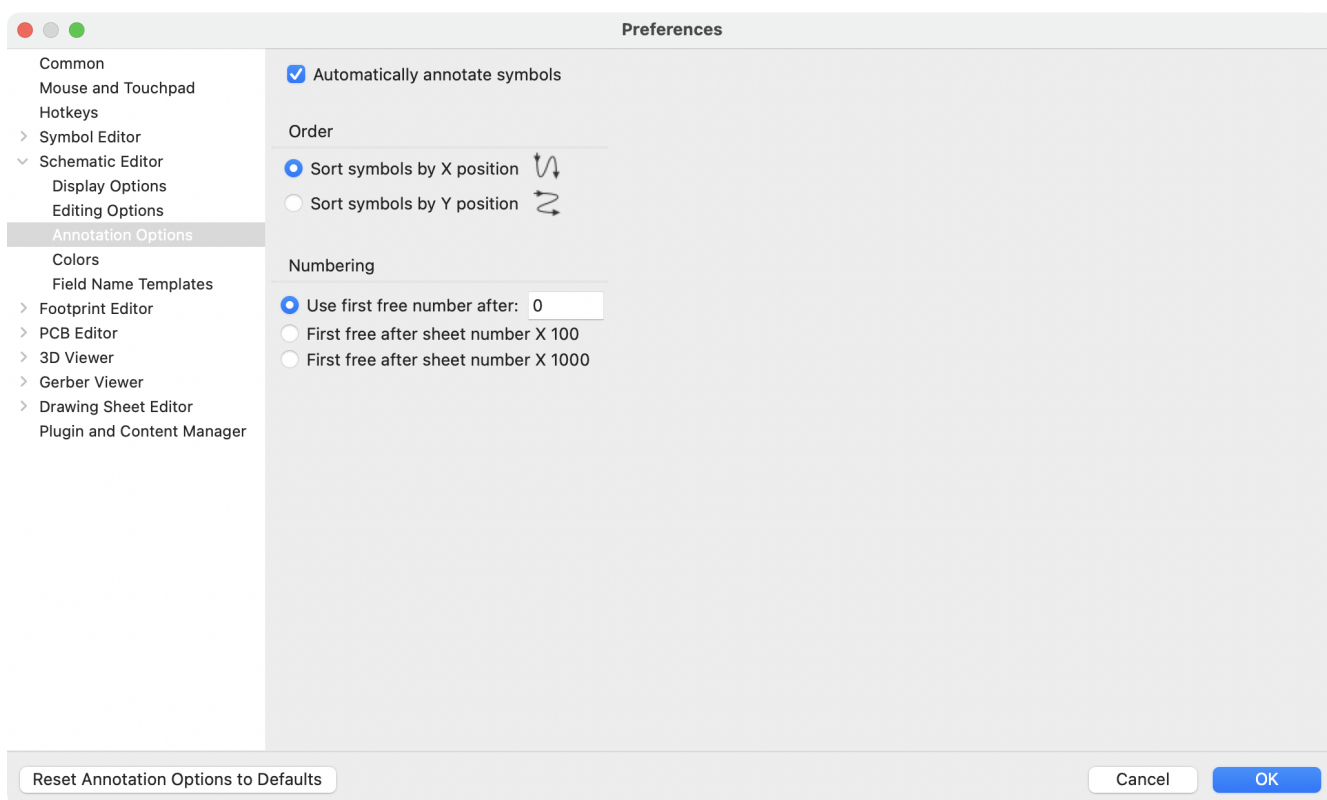 Preferences
Common
Mouse and Touchpad
Hotkeys
Symbol Editor
Schematic Editor
Display Options
Editing Options
Annotation Options
Colors
Field Name Templates
Footprint Editor
PCB Editor
3D Viewer
Gerber Viewer
Drawing Sheet Editor
Plugin and Content Manager
Automatically annotate symbols
Order
Sort symbols by X position
Sort symbols by Y position
Numbering
Use first free number after: 0
First free after sheet number X 100
First free after sheet number X 1000
Reset Annotation Options to Defaults
Cancel
OK